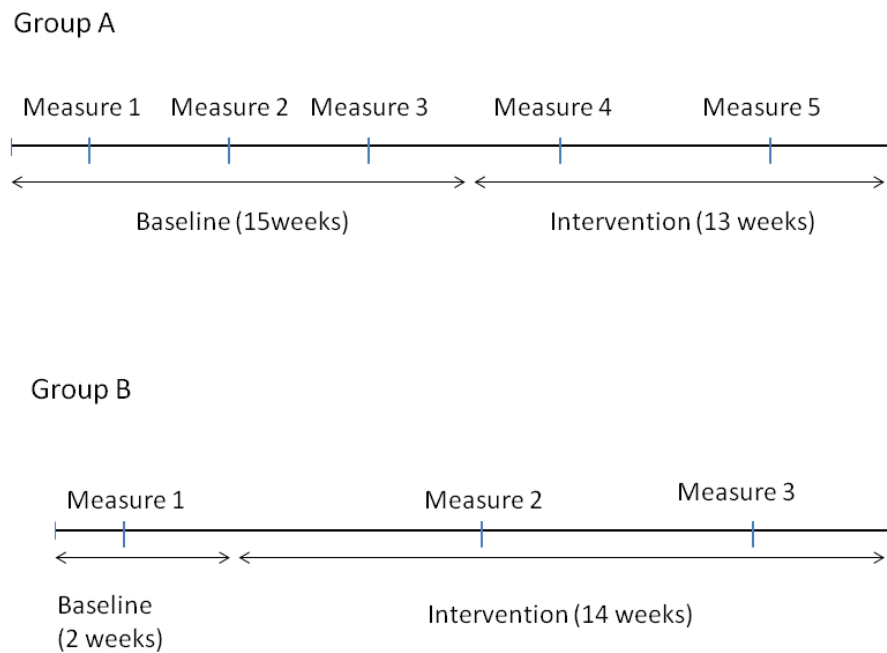 Group A
Measure 1 Measure 2 Measure 3 Measure 4 Measure 5
Baseline (15weeks) Intervention (13 weeks)
Group B
Measure 1 Measure 2 Measure 3
Baseline
(2 weeks)
Intervention (14 weeks)